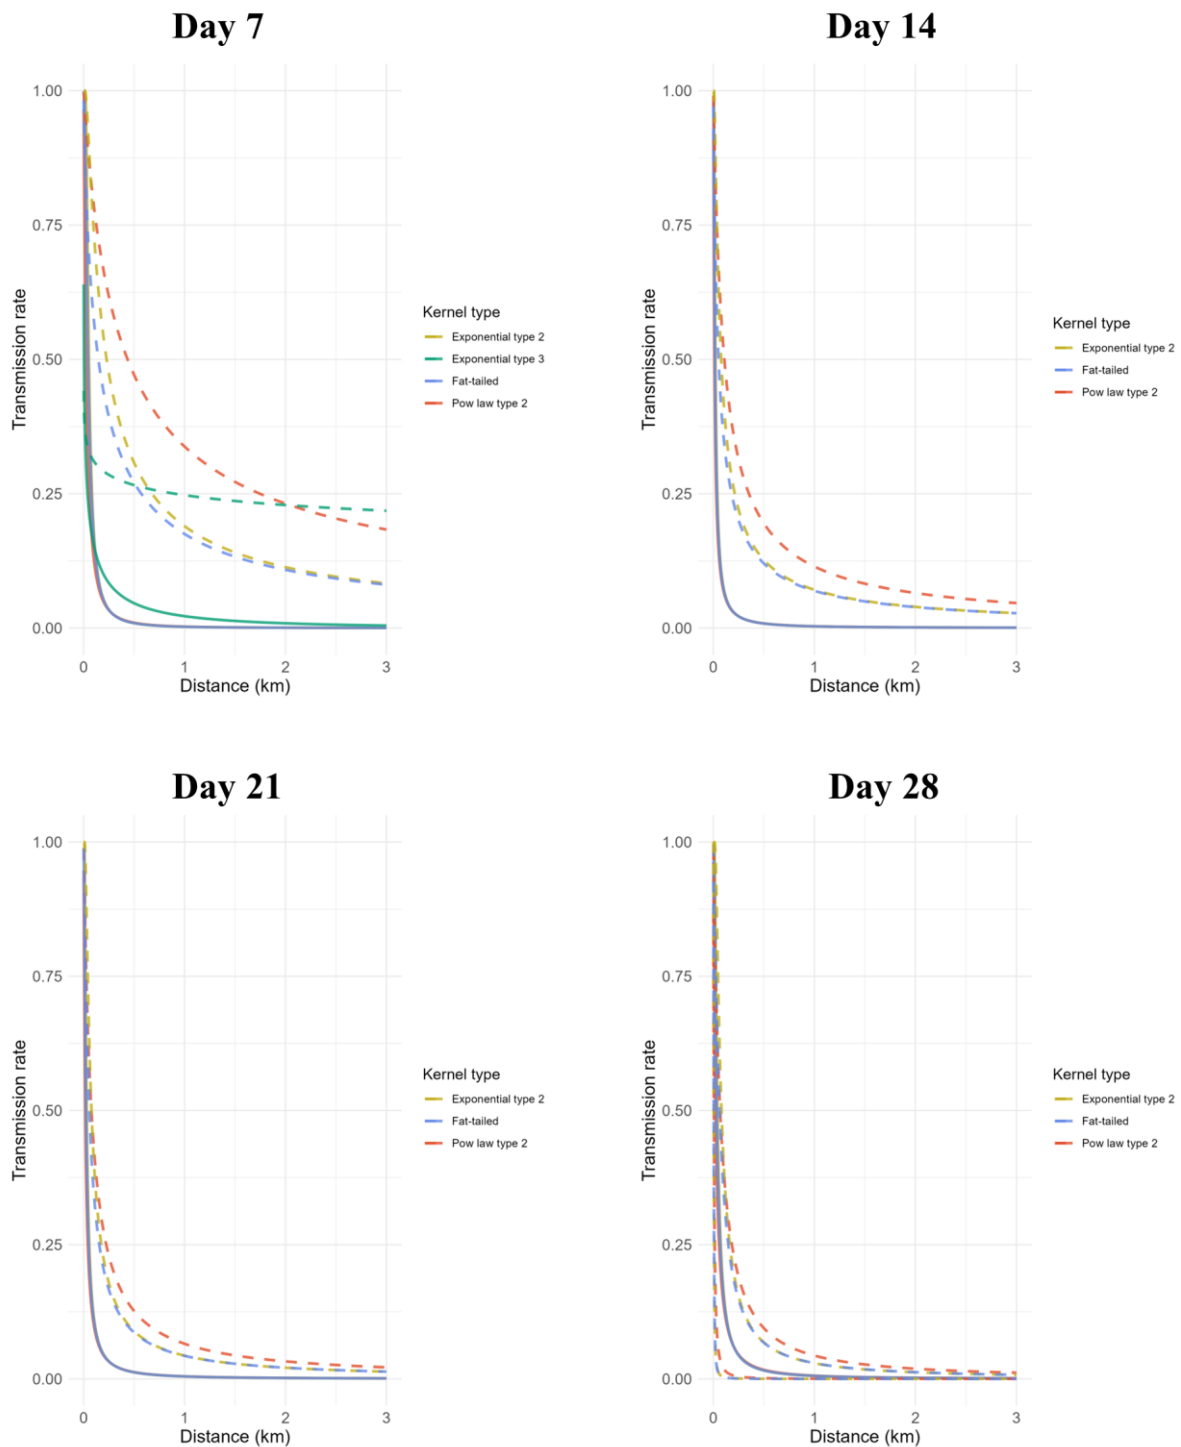 Day 7
1.00
0.75
0.50
0.25
0.00
Transmission rate
0 1 2 3
Distance (km)
Kernel type
Exponential type 2
Exponential type 3
Fat-tailed
Pow law type 2
Day 14
1.00
0.75
0.50
0.25
0.00
Transmission rate
0 1 2 3
Distance (km)
Kernel type
Exponential type 2
Fat-tailed
Pow law type 2
Day 21
1.00
0.75
0.50
0.25
0.00
Transmission rate
0 1 2 3
Distance (km)
Kernel type
Exponential type 2
Fat-tailed
Pow law type 2
Day 28
1.00
0.75
0.50
0.25
0.00
Transmission rate
0 1 2 3
Distance (km)
Kernel type
Exponential type 2
Fat-tailed
Pow law type 2